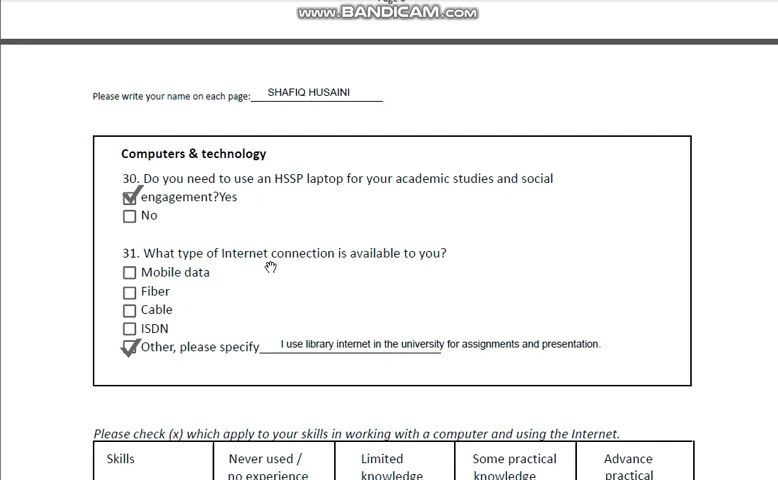 www.BANDICAM.com
Please write your name on each page: SHAFIQ HUSAINI
Computers & technology
30. Do you need to use an HSSP laptop for your academic studies and social
engagement?Yes
No
31. What type of Internet connection is available to you?
Mobile data
Fiber
Cable
ISDN
Other, please specify I use library internet in the university for assignments and presentation.
Please check (x) which apply to your skills in working with a computer and using the Internet.
Skills Never used / Limited Some practical Advance
no experience knowledge knowledge practical